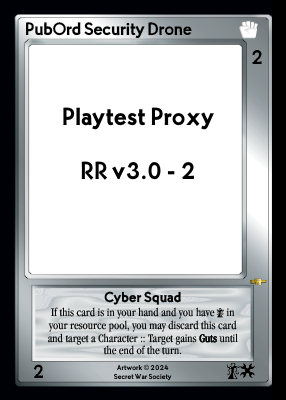 PubOrd Security Drone
2
Playtest Proxy
RR v3.0 - 2
Cyber Squad
If this card is in your hand and you have in
your resource pool, you may discard this card
and target a Character :: Target gains Guts until
the end of the turn.
2
Artwork © 2024
Secret War Society